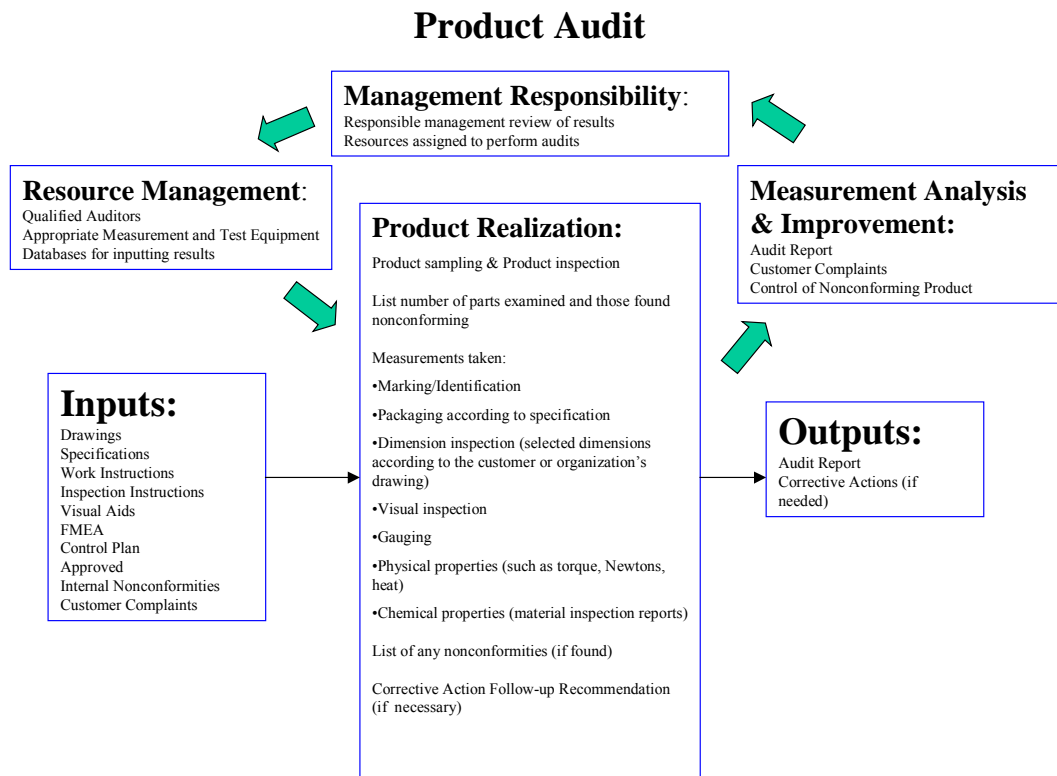 Product Audit
Management Responsibility:
Responsible management review of results
Resources assigned to perform audits
Resource Management:
Qualified Auditors
Appropriate Measurement and Test Equipment
Databases for inputting results
Product Realization:
Product sampling & Product inspection
List number of parts examined and those found
nonconforming
Measurements taken:
•Marking/Identification
•Packaging according to specification
•Dimension inspection (selected dimensions
according to the customer or organization’s
drawing)
•Visual inspection
•Gauging
•Physical properties (such as torque, Newtons,
heat)
•Chemical properties (material inspection reports)
List of any nonconformities (if found)
Corrective Action Follow-up Recommendation
(if necessary)
Measurement Analysis
& Improvement:
Audit Report
Customer Complaints
Control of Nonconforming Product
Inputs:
Drawings
Specifications
Work Instructions
Inspection Instructions
Visual Aids
FMEA
Control Plan
Approved
Internal Nonconformities
Customer Complaints
Outputs:
Audit Report
Corrective Actions (if
needed)